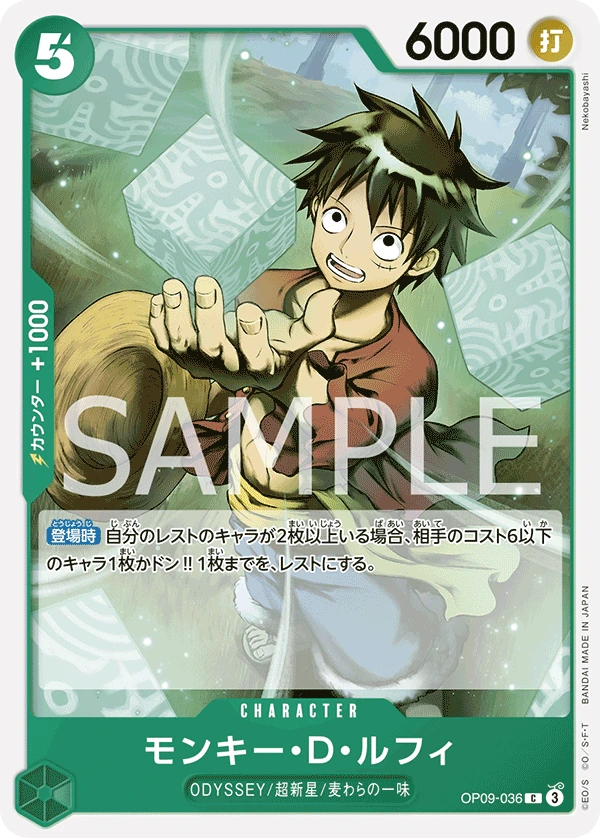 5
6000
打
Nekobayashi
カウンター +1000
SAMPLE
登場時 自分のレストのキャラが2枚以上いる場合、相手のコスト6以下
のキャラ1枚かドン!! 1枚までを、レストにする。
CHARACTER
モンキー・D・ルフィ
ODYSSEY/超新星/麦わらの一味
OP09-036 C 3
©E.O/S ©O/S・F・T BANDAI MADE IN JAPAN